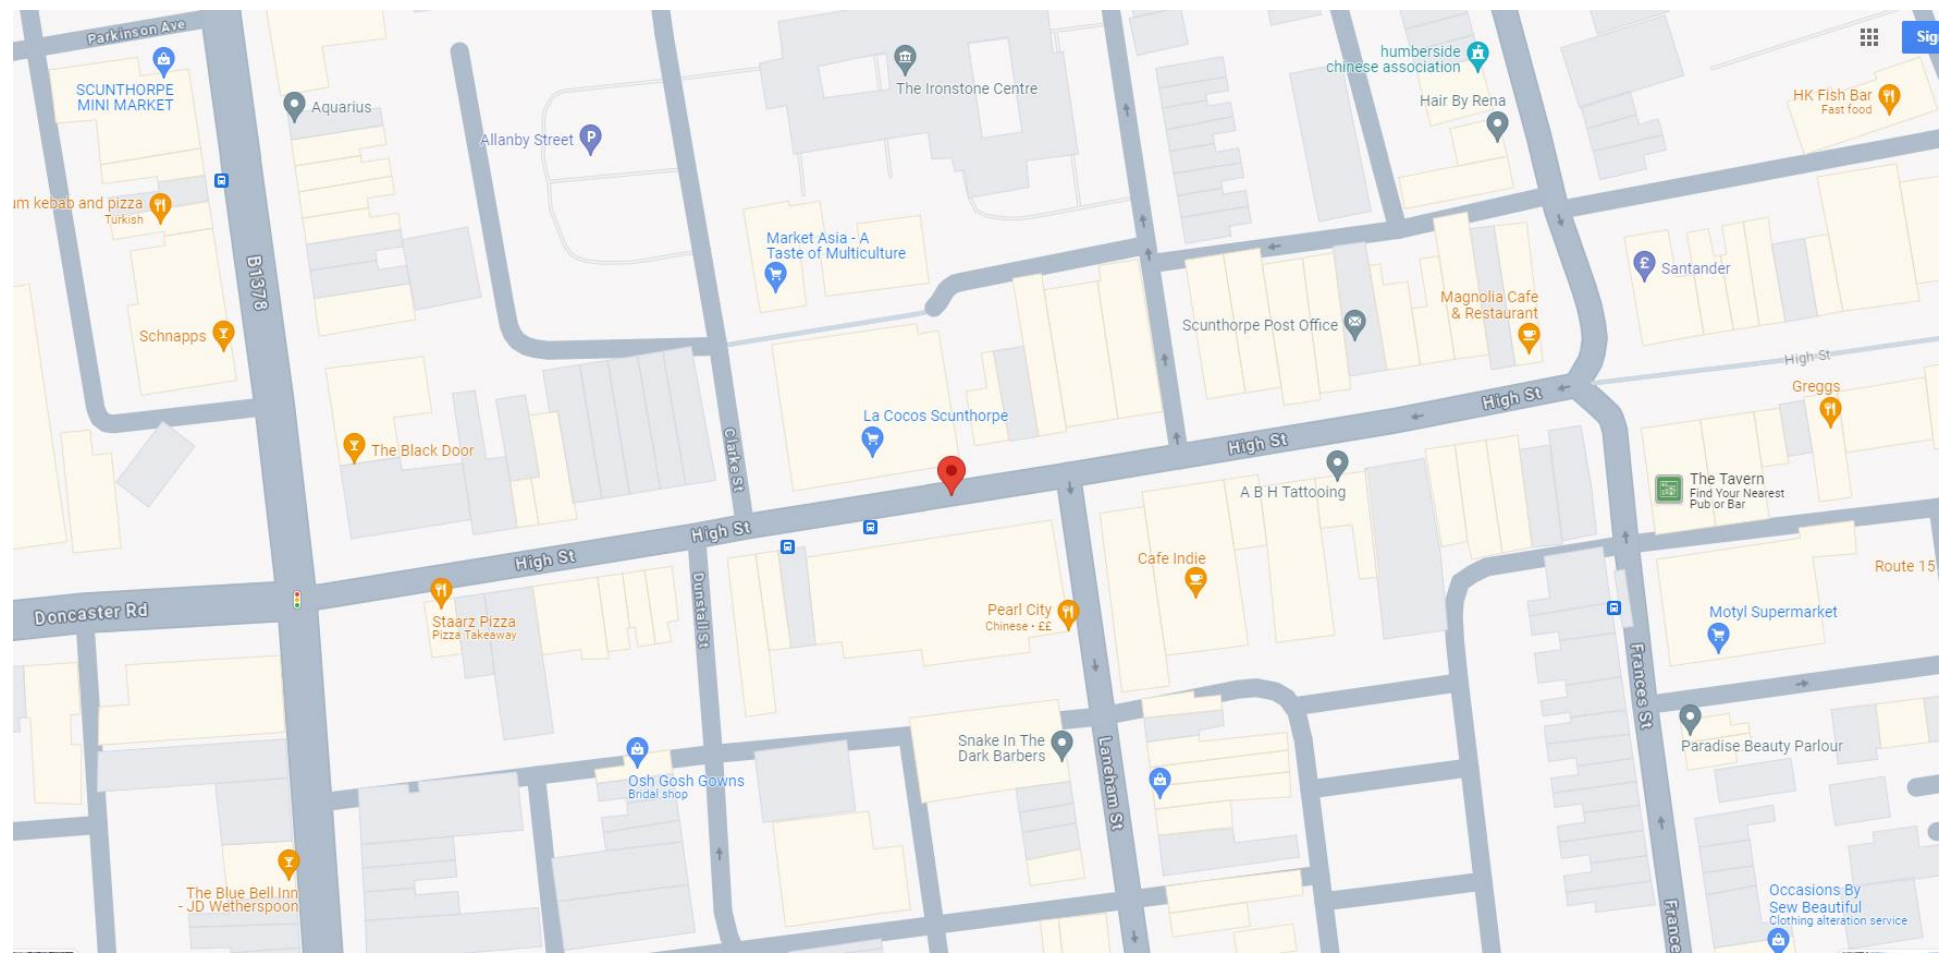 Parkinson Ave
SCUNTHORPE
MINI MARKET
Aquarius
Allanby Street
P
The Ironstone Centre
humberside
chinese association
Hair By Rena
HK Fish Bar
Fast food
kebab and pizza
Turkish
B1378
Schnapps
Market Asia - A
Taste of Multiculture
Scunthorpe Post Office
Magnolia Cafe
& Restaurant
£
Santander
High St
Greggs
The Black Door
Clarke St
La Cocos Scunthorpe
High St
High St
A B H Tattooing
The Tavern
Find Your Nearest
Pub or Bar
High St
High St
Doncaster Rd
Staarz Pizza
Pizza Takeaway
Dunstall St
Pearl City
Chinese · ££
Cafe Indie
Route 15
Motyl Supermarket
Frances St
Paradise Beauty Parlour
Osh Gosh Gowns
Bridal shop
Snake In The
Dark Barbers
Laneham St
The Blue Bell Inn
- JD Wetherspoon
Occasions By
Sew Beautiful
Clothing alteration service